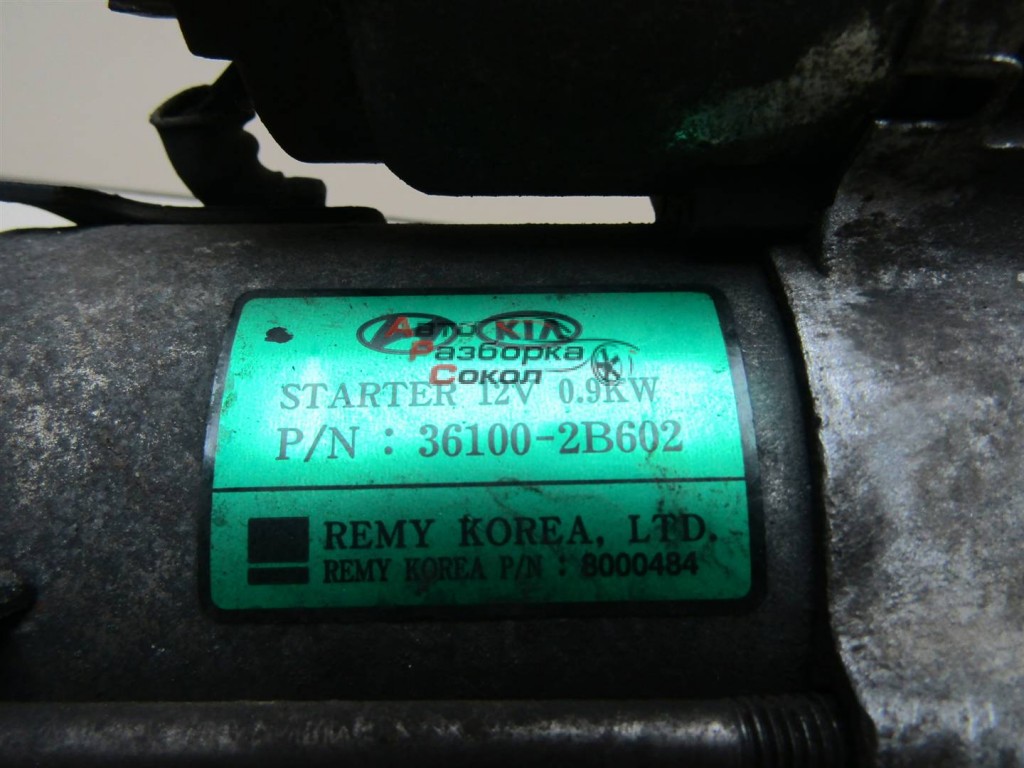 KIA
Авто
Разборка
Сокол
STARTER 12V 0.9KW
P/N : 36100-2B602
REMY KOREA, LTD.
REMY KOREA P/N : 8000484